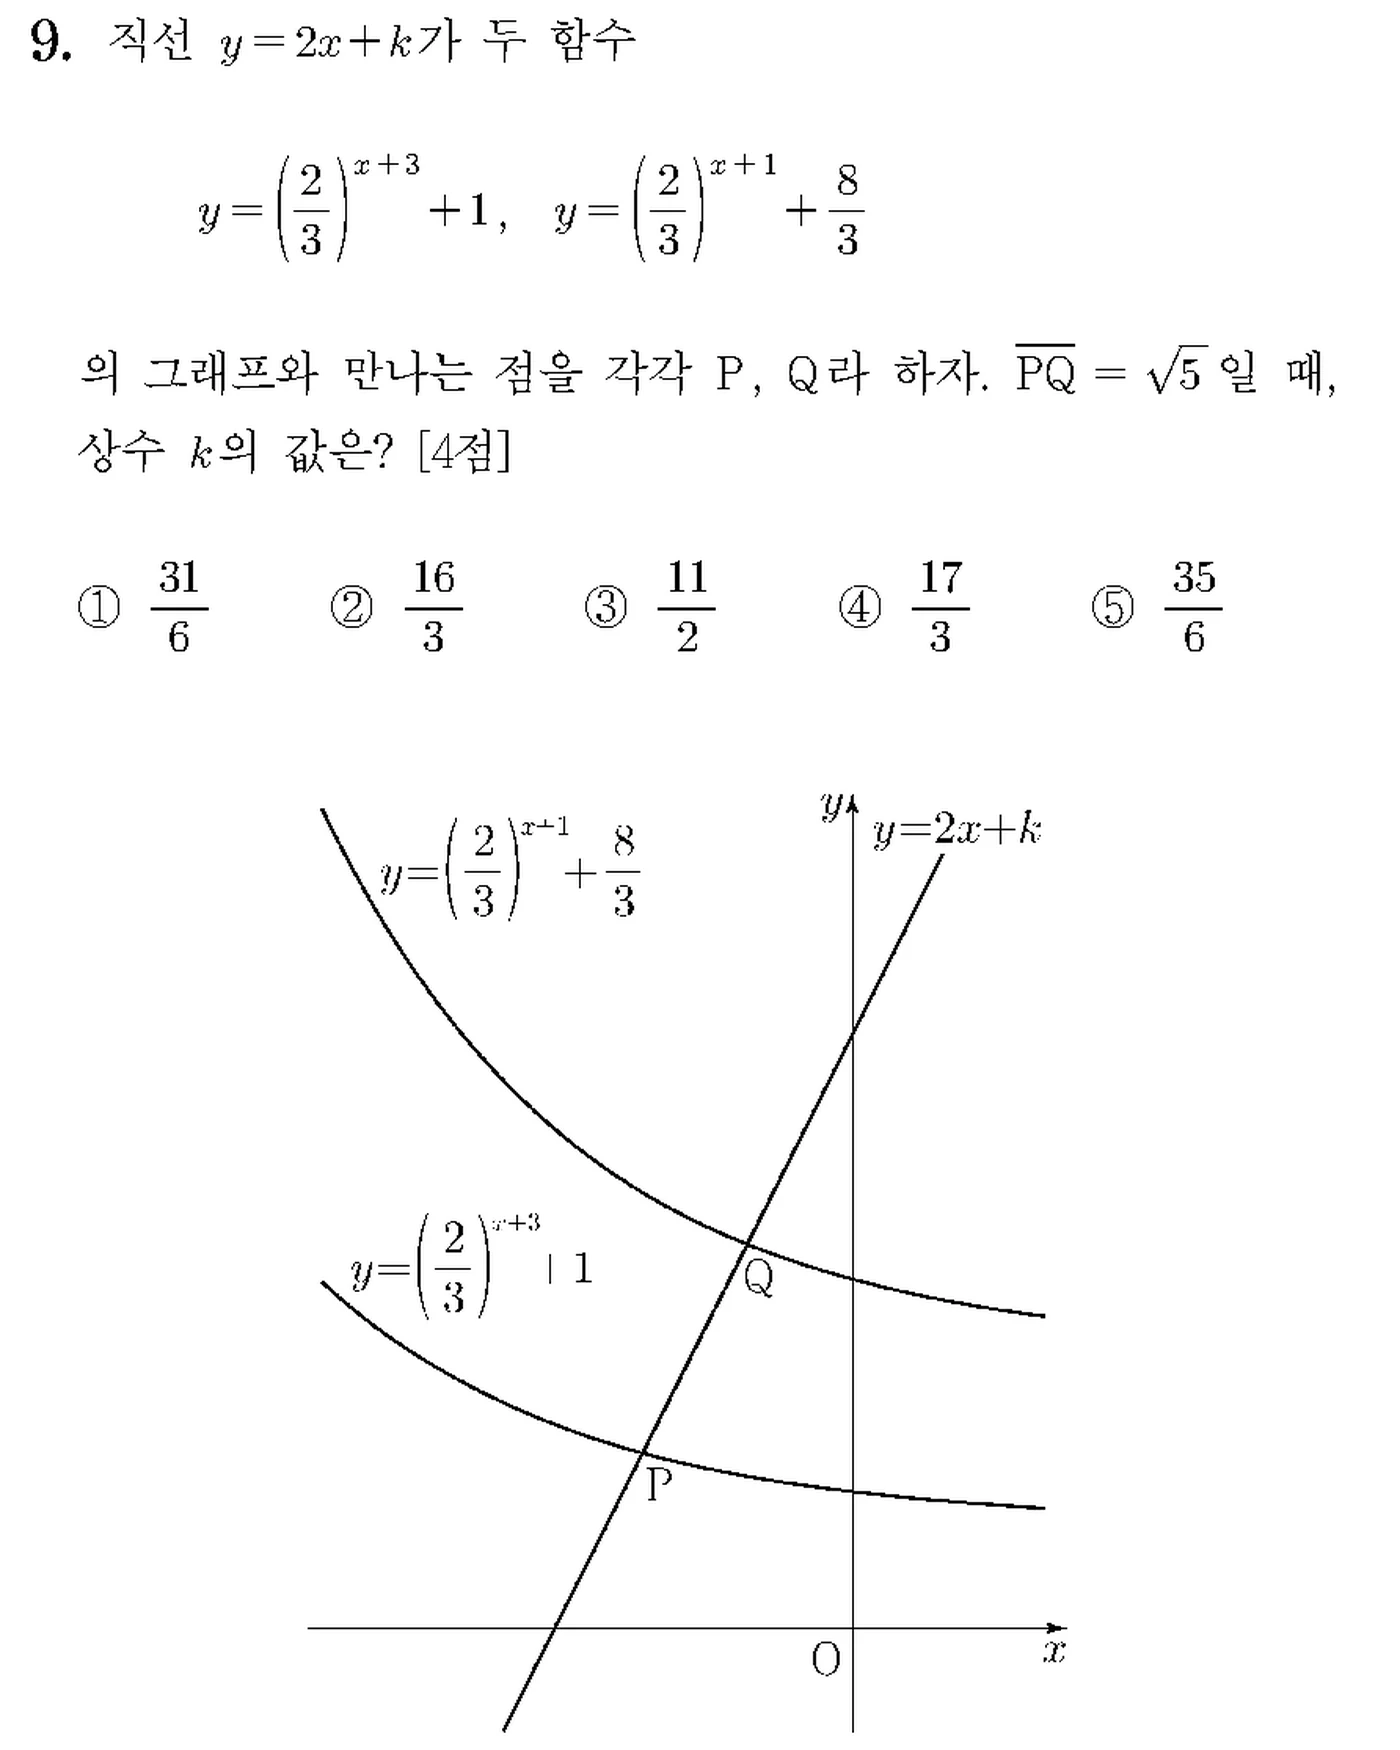 9. 직선 y=2x+k가 두 함수
y=(2/3)^(x+3)+1, y=(2/3)^(x+1)+8/3
의 그래프와 만나는 점을 각각 P, Q라 하자. \overline{PQ} = √5일 때,
상수 k의 값은? [4점]
① 31/6 ② 16/3 ③ 11/2 ④ 17/3 ⑤ 35/6
y
y=2x+k
y=(2/3)^(x+1)+8/3
y=(2/3)^(x+3)+1
Q
P
O
x